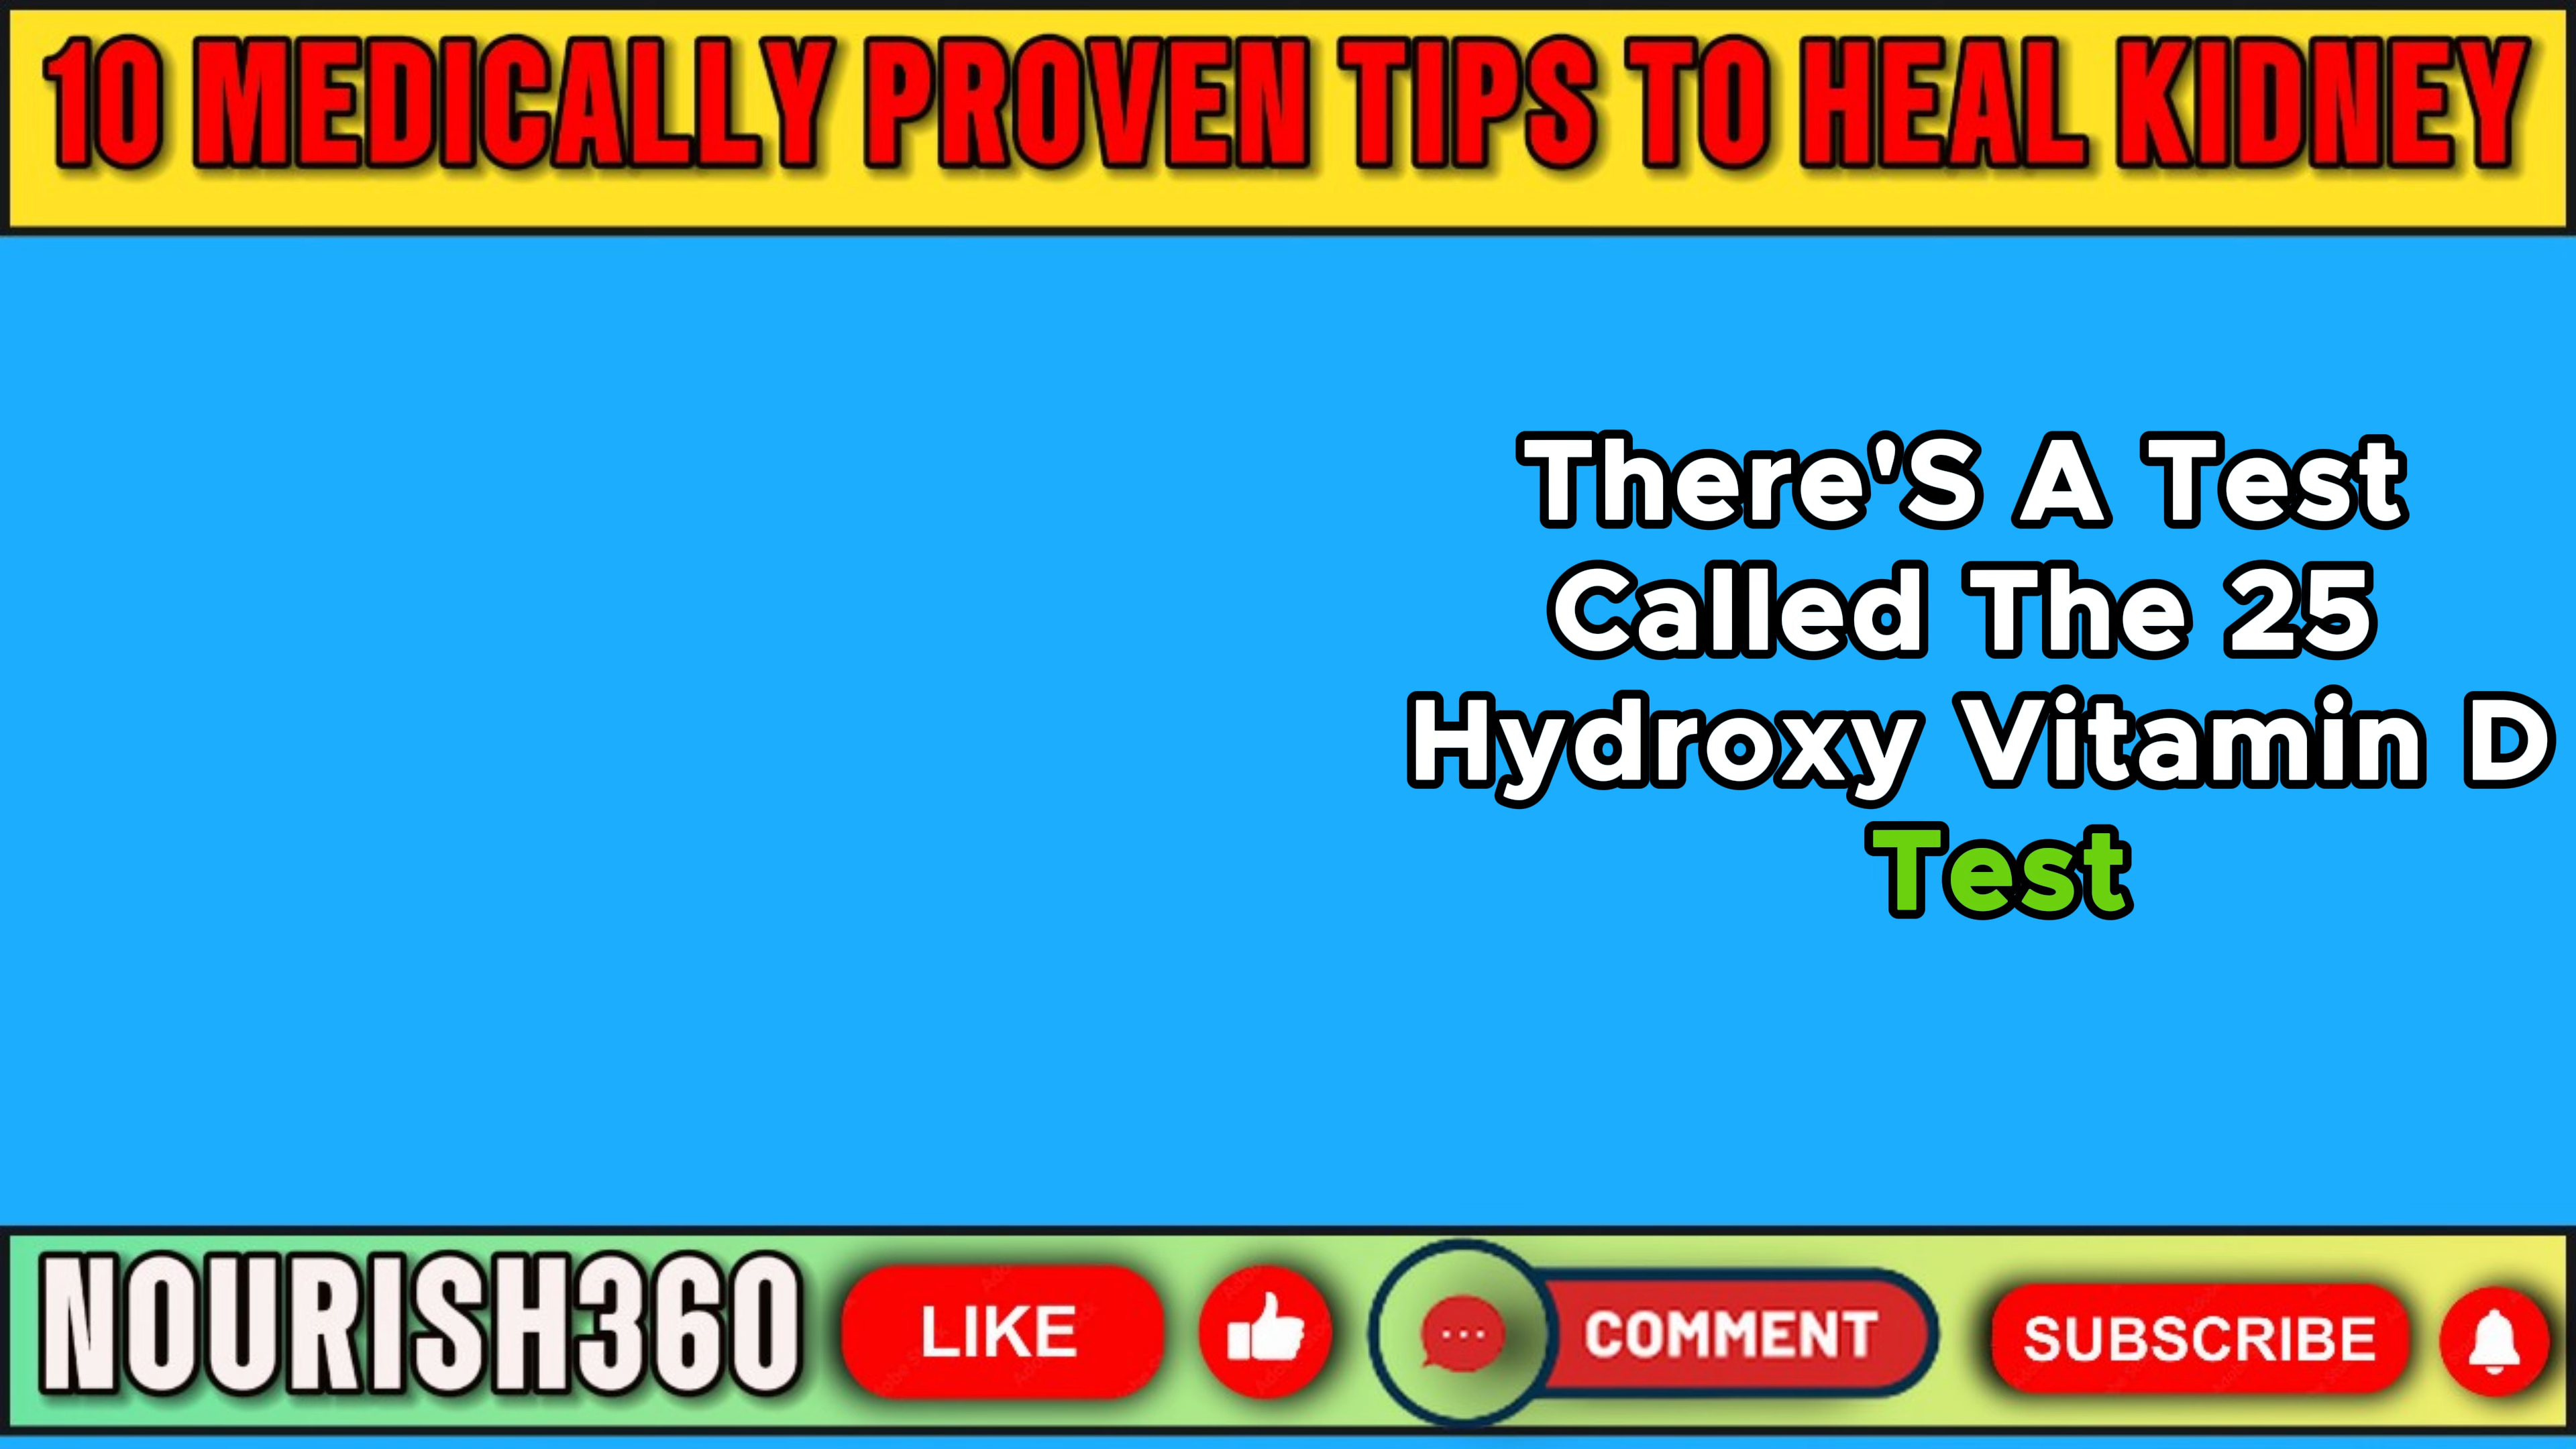 10 MEDICALLY PROVEN TIPS TO HEAL KIDNEY
There'S A Test
Called The 25
Hydroxy Vitamin D
Test
NOURISH360 LIKE COMMENT SUBSCRIBE